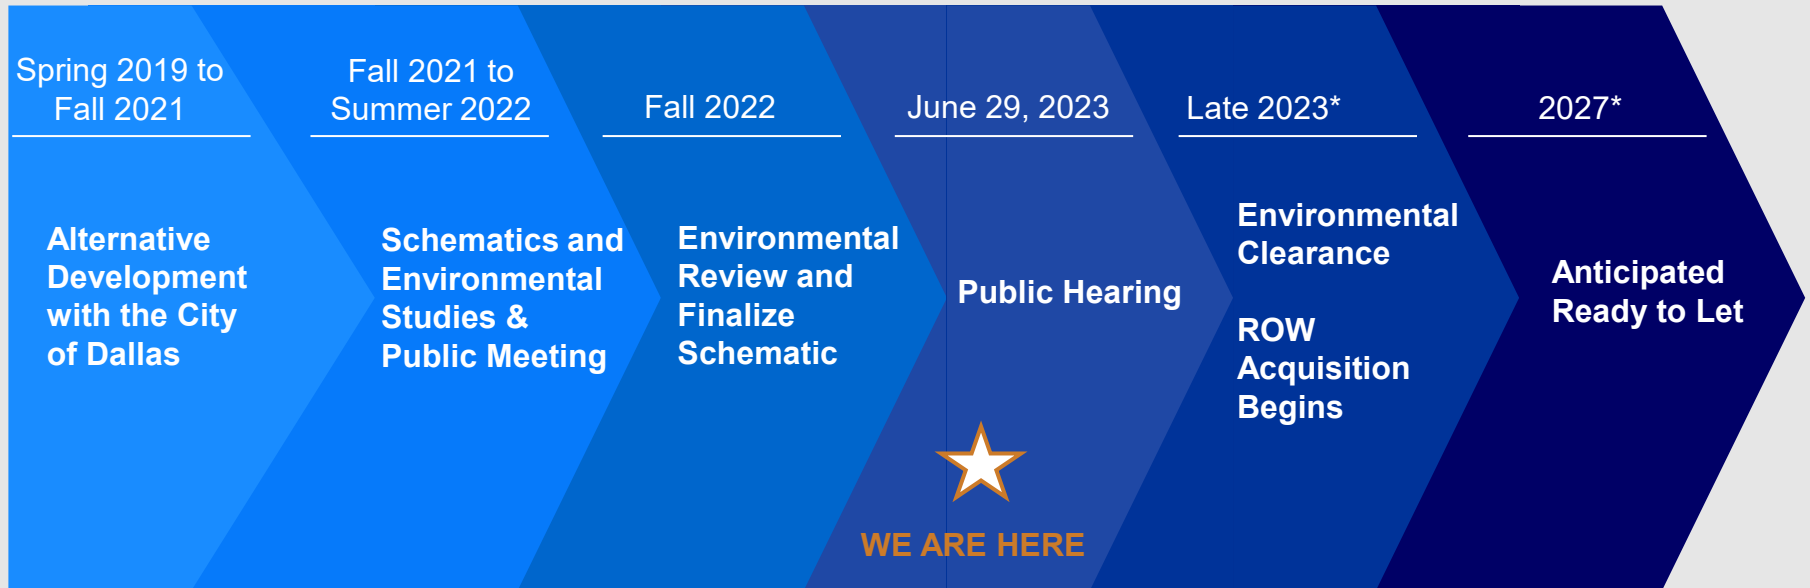 Spring 2019 to
Fall 2021
Alternative
Development
with the City
of Dallas
Fall 2021 to
Summer 2022
Schematics and
Environmental
Studies &
Public Meeting
Fall 2022
Environmental
Review and
Finalize
Schematic
June 29, 2023
Public Hearing
WE ARE HERE
Late 2023*
Environmental
Clearance
ROW
Acquisition
Begins
2027*
Anticipated
Ready to Let